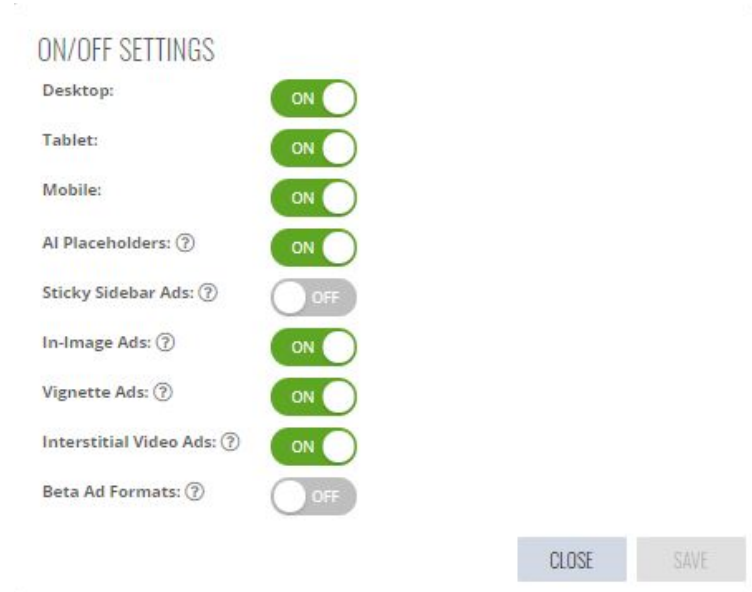 ON/OFF SETTINGS
Desktop: ON
Tablet: ON
Mobile: ON
AI Placeholders: ? ON
Sticky Sidebar Ads: ? OFF
In-Image Ads: ? ON
Vignette Ads: ? ON
Interstitial Video Ads: ? ON
Beta Ad Formats: ? OFF
CLOSE SAVE